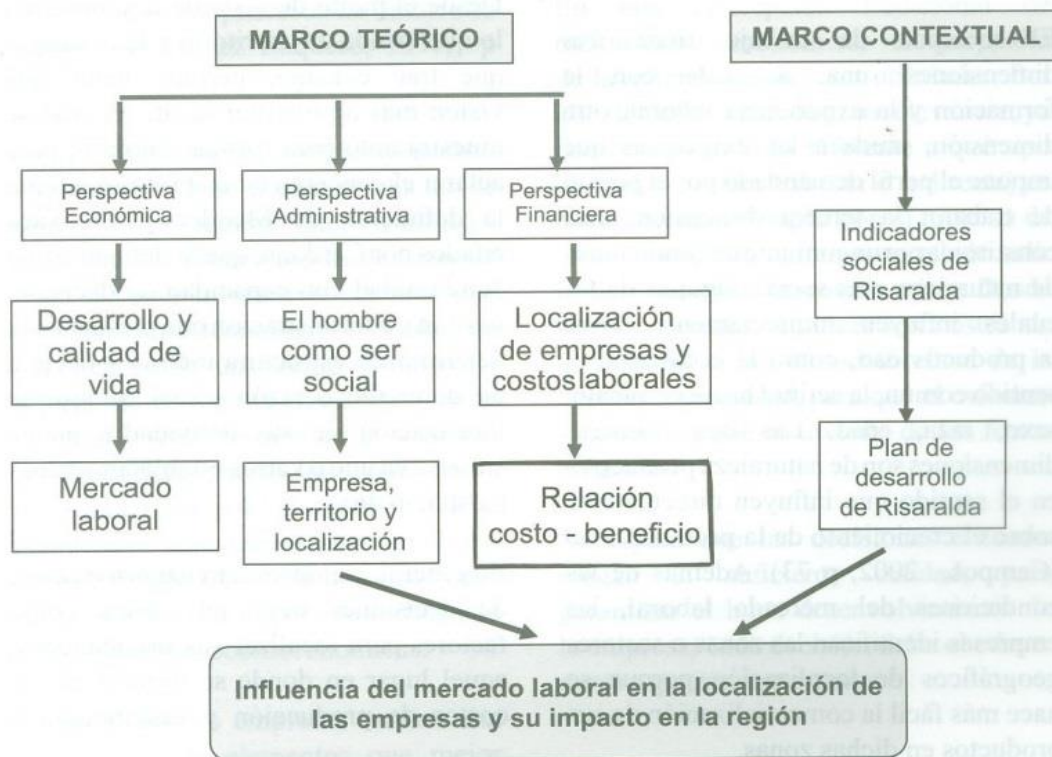 MARCO TEÓRICO
MARCO CONTEXTUAL
Perspectiva
Económica
Perspectiva
Administrativa
Perspectiva
Financiera
Indicadores
sociales de
Risaralda
Desarrollo y
calidad de
vida
El hombre
como ser
social
Localización
de empresas y
costos laborales
Mercado
laboral
Empresa,
territorio y
localización
Relación
costo - beneficio
Plan de
desarrollo
de Risaralda
Influencia del mercado laboral en la localización de
las empresas y su impacto en la región